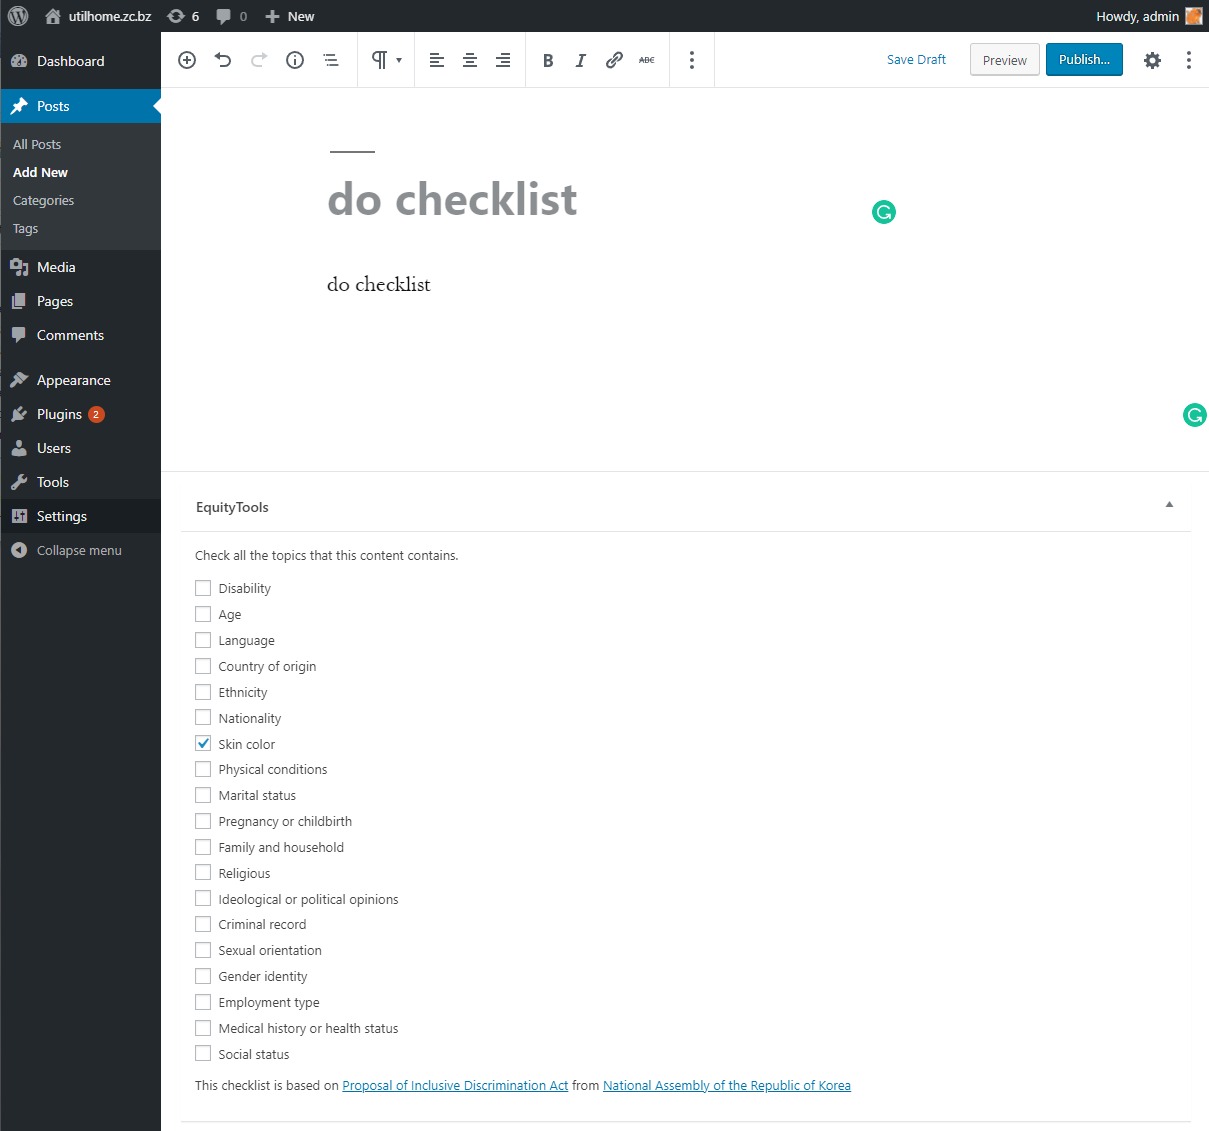 utilhome.zc.bz 6 0 New Howdy, admin
Dashboard
Posts
All Posts
Add New
Categories
Tags
Media
Pages
Comments
Appearance
Plugins 2
Users
Tools
Settings
Collapse menu
B I ABC Save Draft Preview Publish...
do checklist
do checklist
EquityTools
Check all the topics that this content contains.
Disability
Age
Language
Country of origin
Ethnicity
Nationality
Skin color
Physical conditions
Marital status
Pregnancy or childbirth
Family and household
Religious
Ideological or political opinions
Criminal record
Sexual orientation
Gender identity
Employment type
Medical history or health status
Social status
This checklist is based on Proposal of Inclusive Discrimination Act from National Assembly of the Republic of Korea